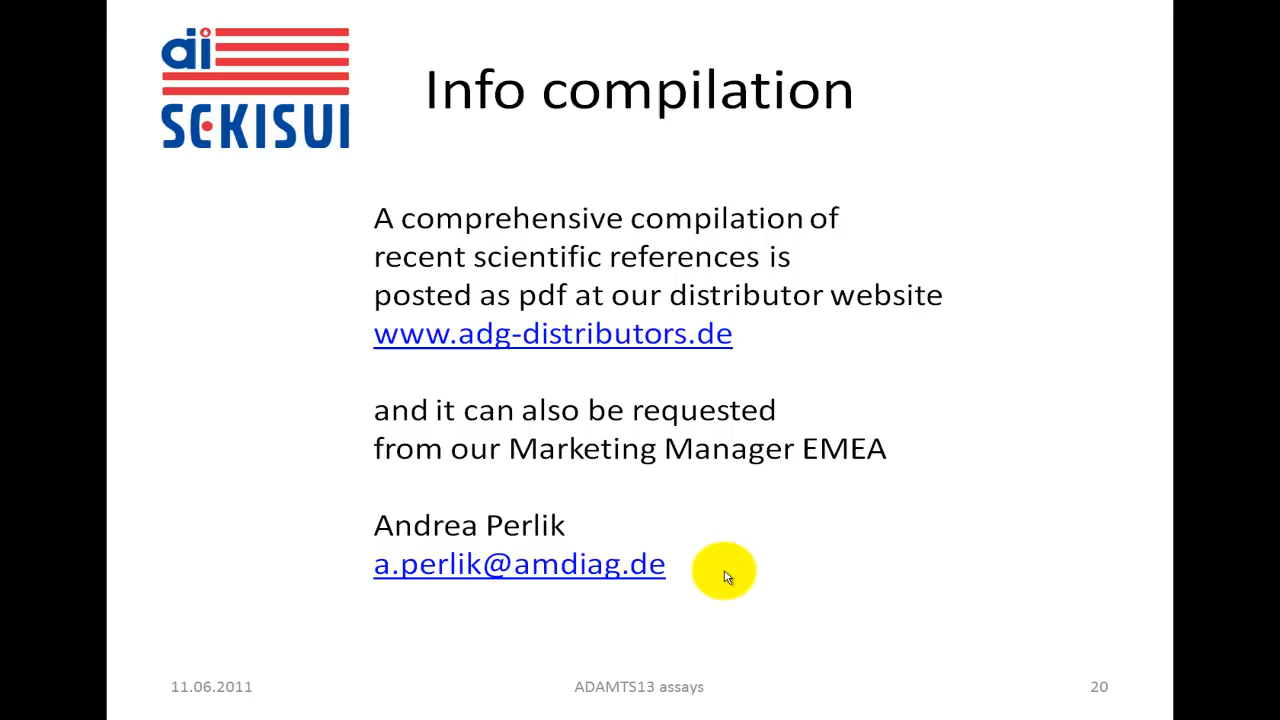 ai
SEKISUI
Info compilation
A comprehensive compilation of
recent scientific references is
posted as pdf at our distributor website
www.adg-distributors.de
and it can also be requested
from our Marketing Manager EMEA
Andrea Perlik
a.perlik@amdiag.de
11.06.2011
ADAMTS13 assays
20